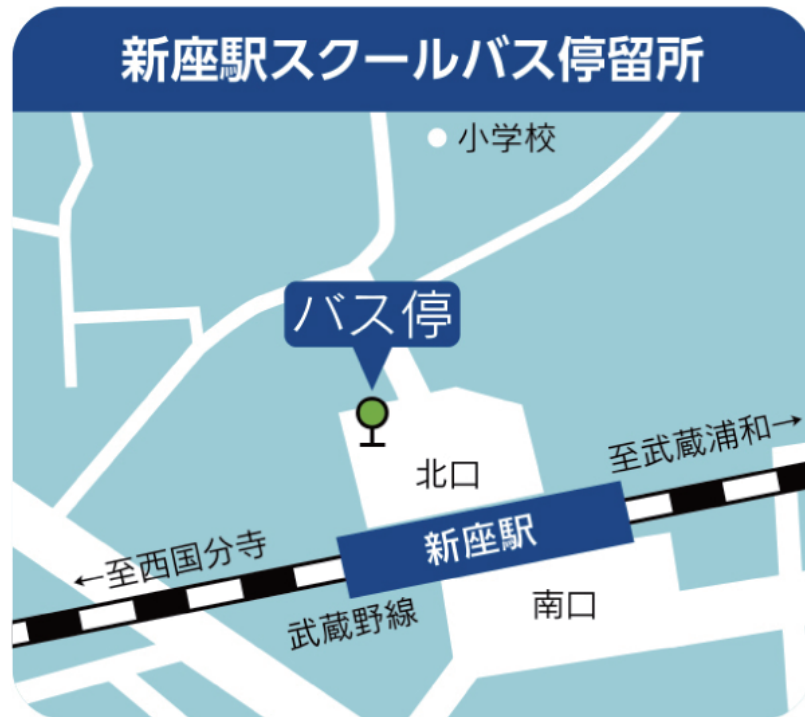 新座駅スクールバス停留所
小学校
バス停
北口
至武蔵浦和→
新座駅
←至西国分寺
武蔵野線
南口